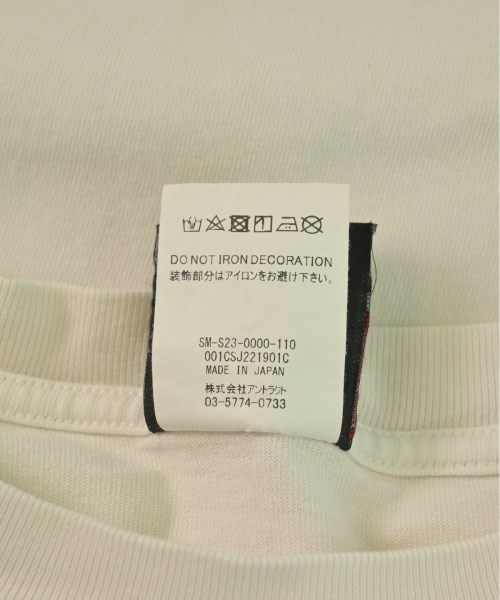 DO NOT IRON DECORATION
装飾部分はアイロンをお避け下さい。
SM-S23-0000-110
001CSJ221901C
MADE IN JAPAN
株式会社アントラクト
03-5774-0733